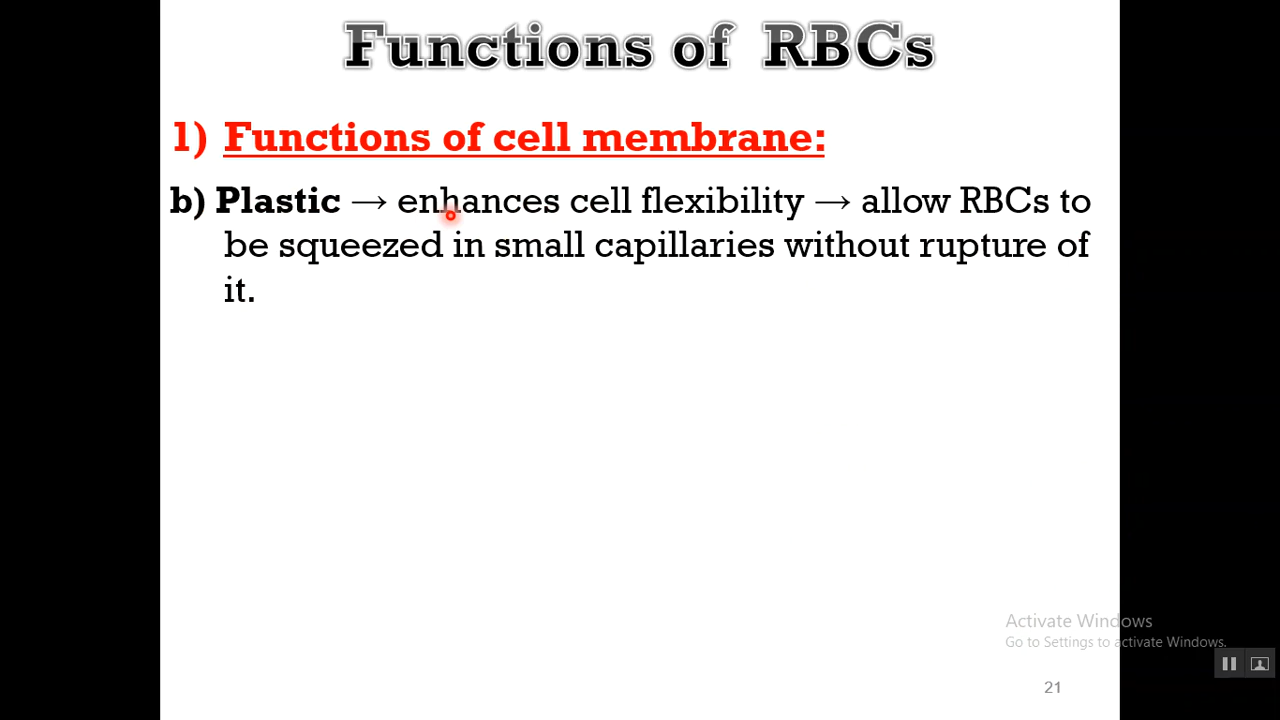 Functions of RBCs
1) Functions of cell membrane:
b) Plastic → enhances cell flexibility → allow RBCs to
be squeezed in small capillaries without rupture of
it.
Activate Windows
Go to Settings to activate Windows.
21